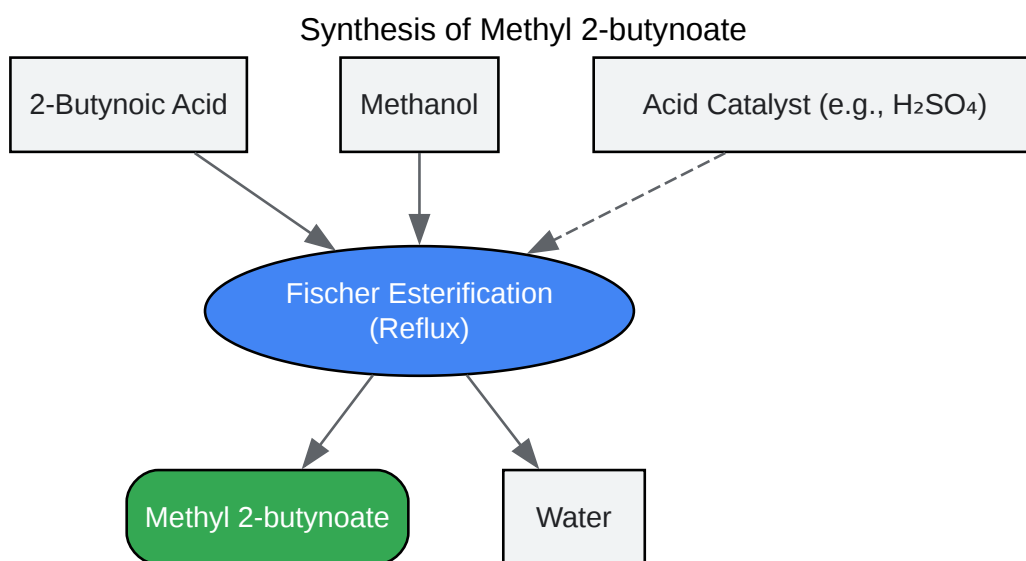 Synthesis of Methyl 2-butynoate
2-Butynoic Acid
Methanol
Acid Catalyst (e.g., H₂SO₄)
Fischer Esterification
(Reflux)
Methyl 2-butynoate
Water